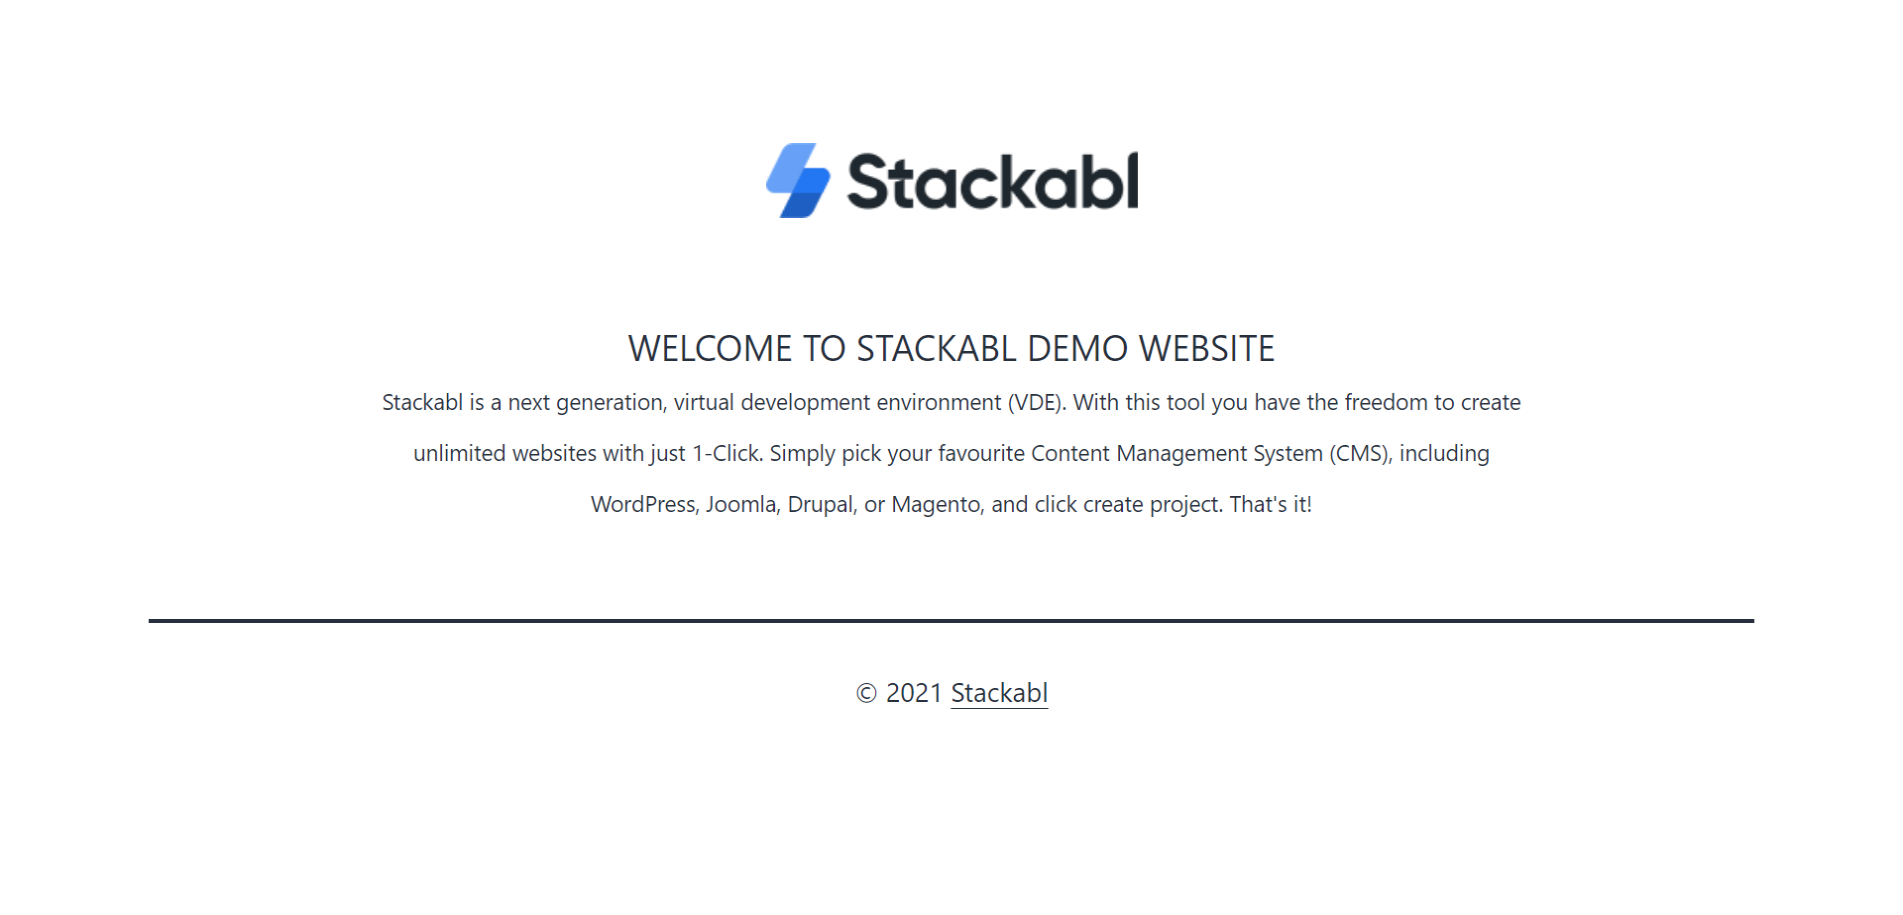 Stackabl
WELCOME TO STACKABL DEMO WEBSITE
Stackabl is a next generation, virtual development environment (VDE). With this tool you have the freedom to create
unlimited websites with just 1-Click. Simply pick your favourite Content Management System (CMS), including
WordPress, Joomla, Drupal, or Magento, and click create project. That's it!
© 2021 Stackabl